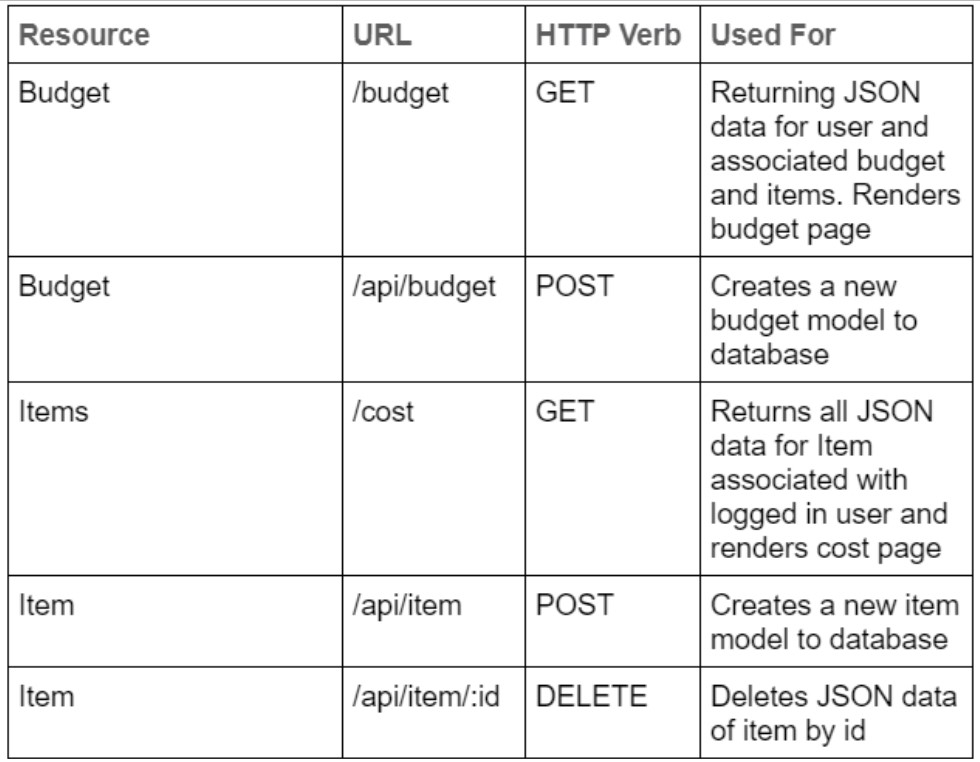 Resource URL HTTP Verb Used For
Budget /budget GET Returning JSON
data for user and
associated budget
and items. Renders
budget page
Budget /api/budget POST Creates a new
budget model to
database
Items /cost GET Returns all JSON
data for Item
associated with
logged in user and
renders cost page
Item /api/item POST Creates a new item
model to database
Item /api/item/:id DELETE Deletes JSON data
of item by id